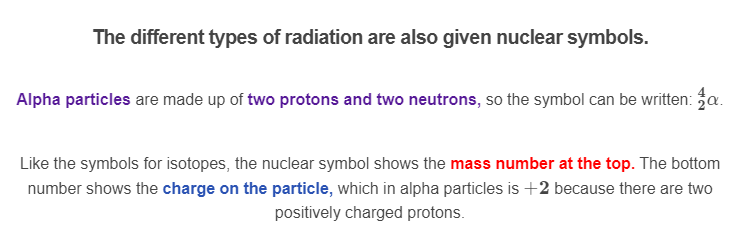 The different types of radiation are also given nuclear symbols.
Alpha particles are made up of two protons and two neutrons, so the symbol can be written: ⁴₂α.
Like the symbols for isotopes, the nuclear symbol shows the mass number at the top. The bottom
number shows the charge on the particle, which in alpha particles is +2 because there are two
positively charged protons.